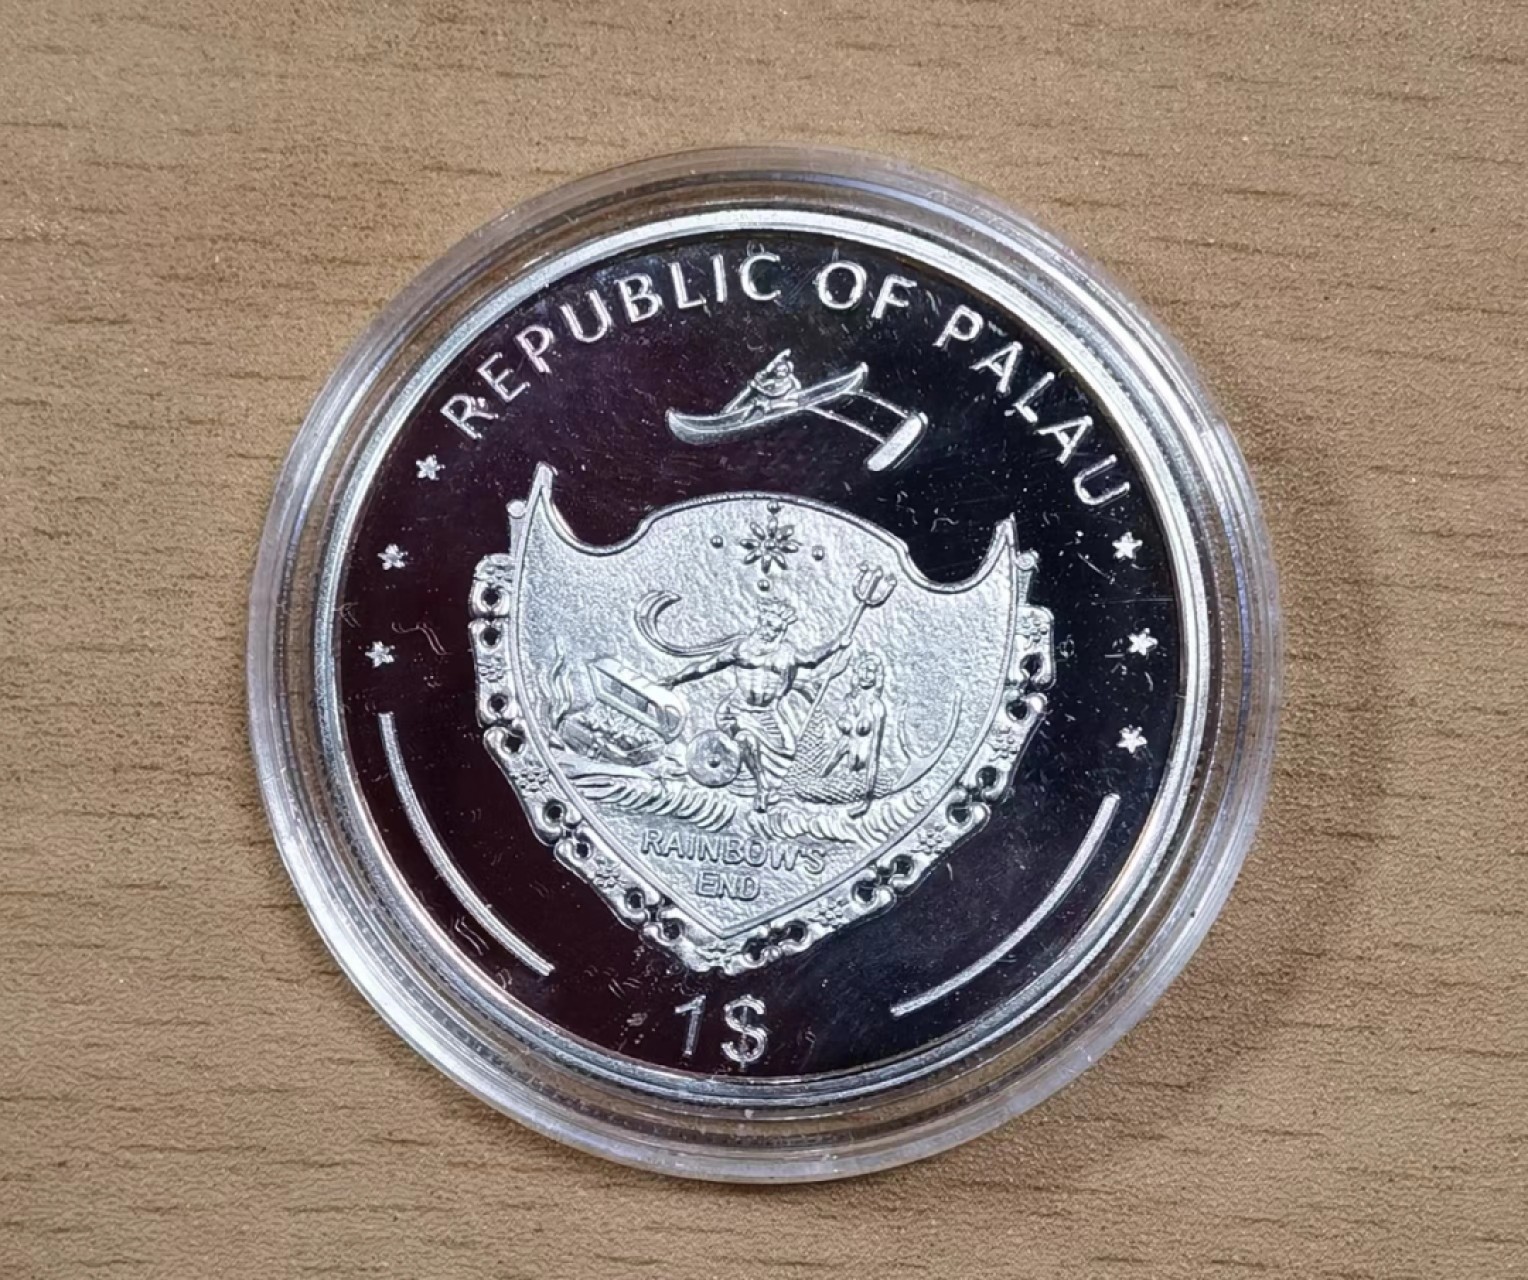 REPUBLIC OF PALAU
RAINBOW'S
END
1$